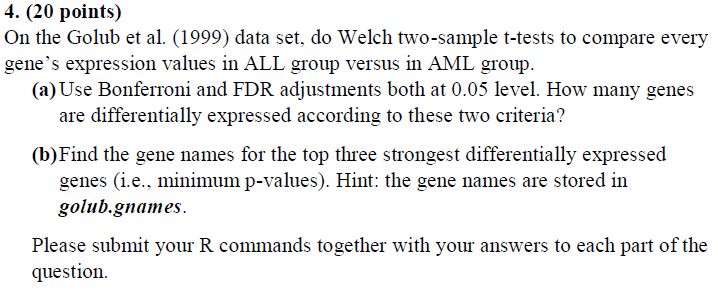 4. (20 points)
On the Golub et al. (1999) data set, do Welch two-sample t-tests to compare every
gene's expression values in ALL group versus in AML group.
(a) Use Bonferroni and FDR adjustments both at 0.05 level. How many genes
are differentially expressed according to these two criteria?
(b) Find the gene names for the top three strongest differentially expressed
genes (i.e., minimum p-values). Hint: the gene names are stored in
golub.gnames.
Please submit your R commands together with your answers to each part of the
question.